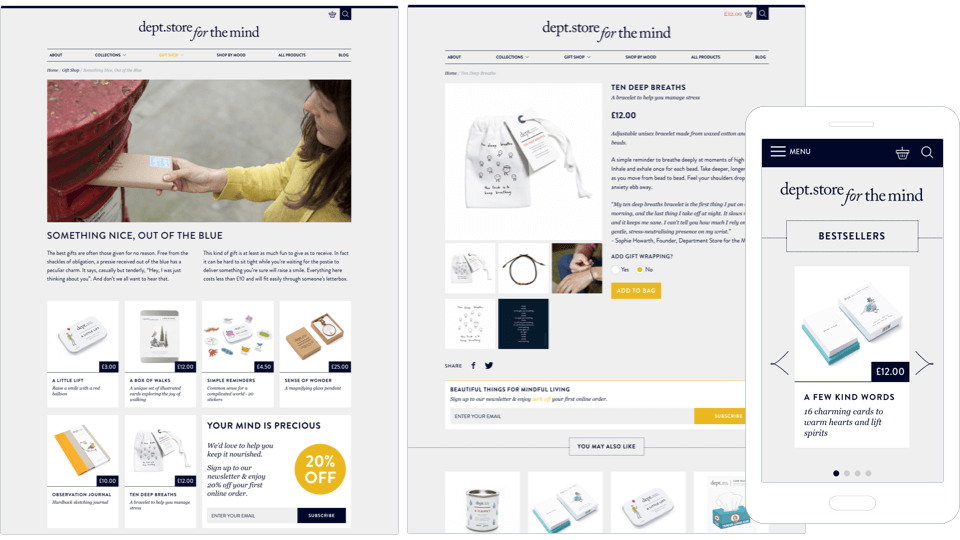 dept.store for the mind
ABOUT
COLLECTIONS
GIFT SHOP
SHOP BY MOOD
ALL PRODUCTS
BLOG
Home / Gift Shop / Something Nice, Out of the Blue
SOMETHING NICE, OUT OF THE BLUE
The best gifts are often those given for no reason. Free from the
shackles of obligation, a presie received out of the blue has a
peculiar charm. It says, casually but tenderly, "Hey, I was just
thinking about you". And don't we all want to hear that.
This kind of gift is at least as much fun to give as to receive. In fact
it can be hard to sit tight while you're waiting for the postie to
deliver something you're sure will raise a smile. Everything here
costs less than £10 and will fit easily through someone's letterbox.
£3.00
A LITTLE LIFT
Raise a smile with a red
balloon
£12.00
A BOX OF WALKS
A unique set of illustrated
cards exploring the joy of
walking
£4.50
SIMPLE REMINDERS
Common sense for a
complicated world - 20
stickers
£25.00
SENSE OF WONDER
A magnifying glass pendant
£10.00
OBSERVATION JOURNAL
Hardback sketching journal
£12.00
TEN DEEP BREATHS
A bracelet to help you manage
stress
YOUR MIND IS PRECIOUS
We'd love to help you
keep it nourished.
Sign up to our
newsletter & enjoy
20% off your first
online order.
20%
OFF
ENTER YOUR EMAIL
SUBSCRIBE
£12.00
dept.store for the mind
ABOUT
COLLECTIONS
GIFT SHOP
SHOP BY MOOD
ALL PRODUCTS
BLOG
Home / Ten Deep Breaths
TEN DEEP BREATHS
A bracelet to help you manage stress
£12.00
Adjustable unisex bracelet made from waxed cotton and
beads.
A simple reminder to breathe deeply at moments of high
Inhale and exhale once for each bead. Take deeper, longer
as you move from bead to bead. Feel your shoulders drop
anxiety ebb away.
"My ten deep breaths bracelet is the first thing I put on
morning, and the last thing I take off at night. It slows
and it keeps me sane. I can't tell you how much I rely on
gentle, stress-neutralising presence on my wrist."
- Sophie Howarth, Founder, Department Store for the M
ADD GIFT WRAPPING?
Yes
No
ADD TO BAG
SHARE
BEAUTIFUL THINGS FOR MINDFUL LIVING
Sign up to our newsletter & enjoy 20% off your first online order.
ENTER YOUR EMAIL
SUBSCRIBE
YOU MAY ALSO LIKE
MENU
dept.store for the mind
BESTSELLERS
£12.00
A FEW KIND WORDS
16 charming cards to
warm hearts and lift
spirits